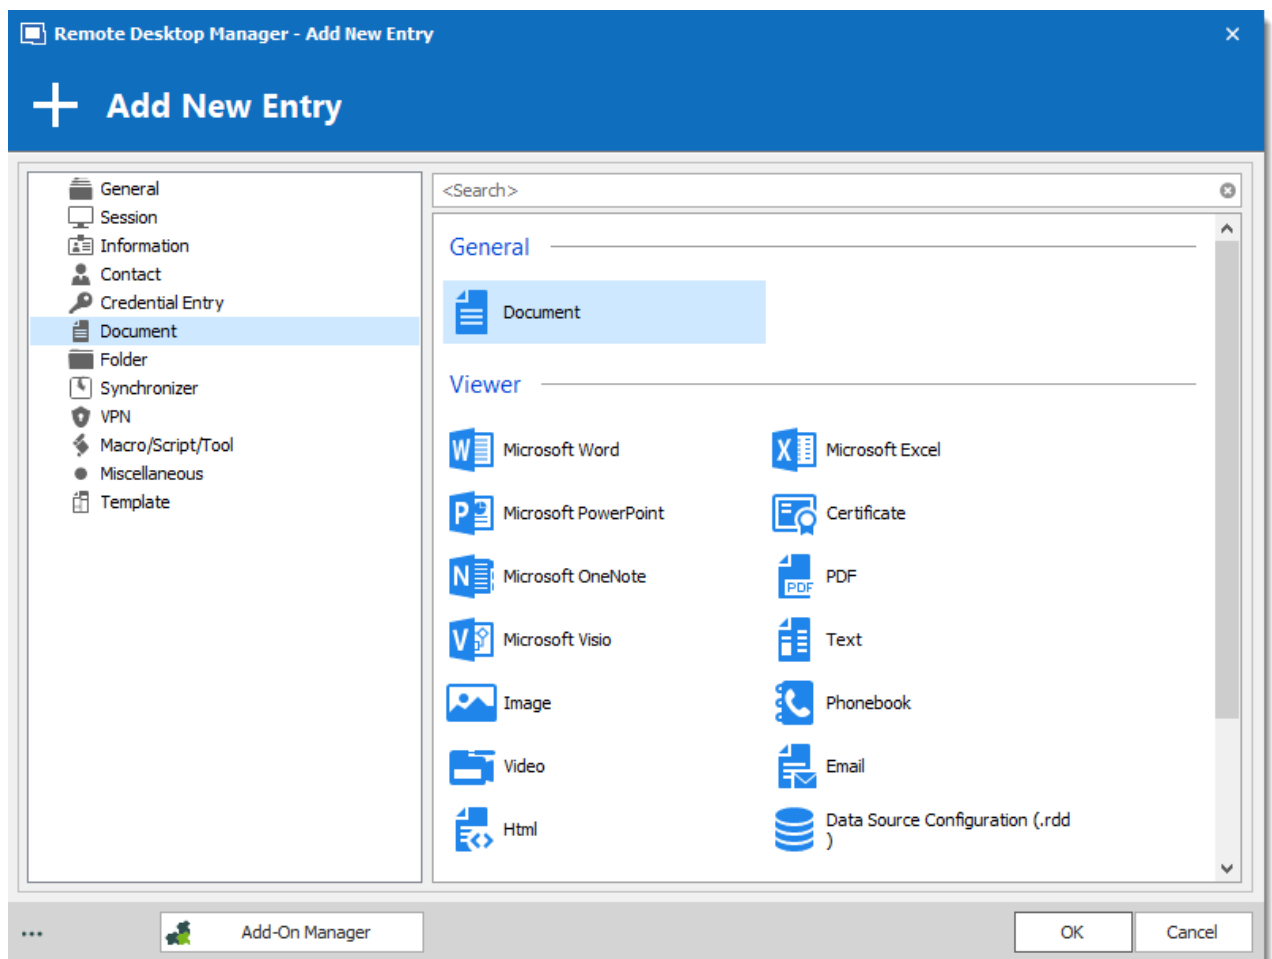 Remote Desktop Manager - Add New Entry
Add New Entry
General
Session
Information
Contact
Credential Entry
Document
Folder
Synchronizer
VPN
Macro/Script/Tool
Miscellaneous
Template
<Search>
General
Document
Viewer
Microsoft Word
Microsoft Excel
Microsoft PowerPoint
Certificate
Microsoft OneNote
PDF
PDF
Microsoft Visio
Text
Image
Phonebook
Video
Email
Html
Data Source Configuration (.rdd
)
...
Add-On Manager
OK
Cancel